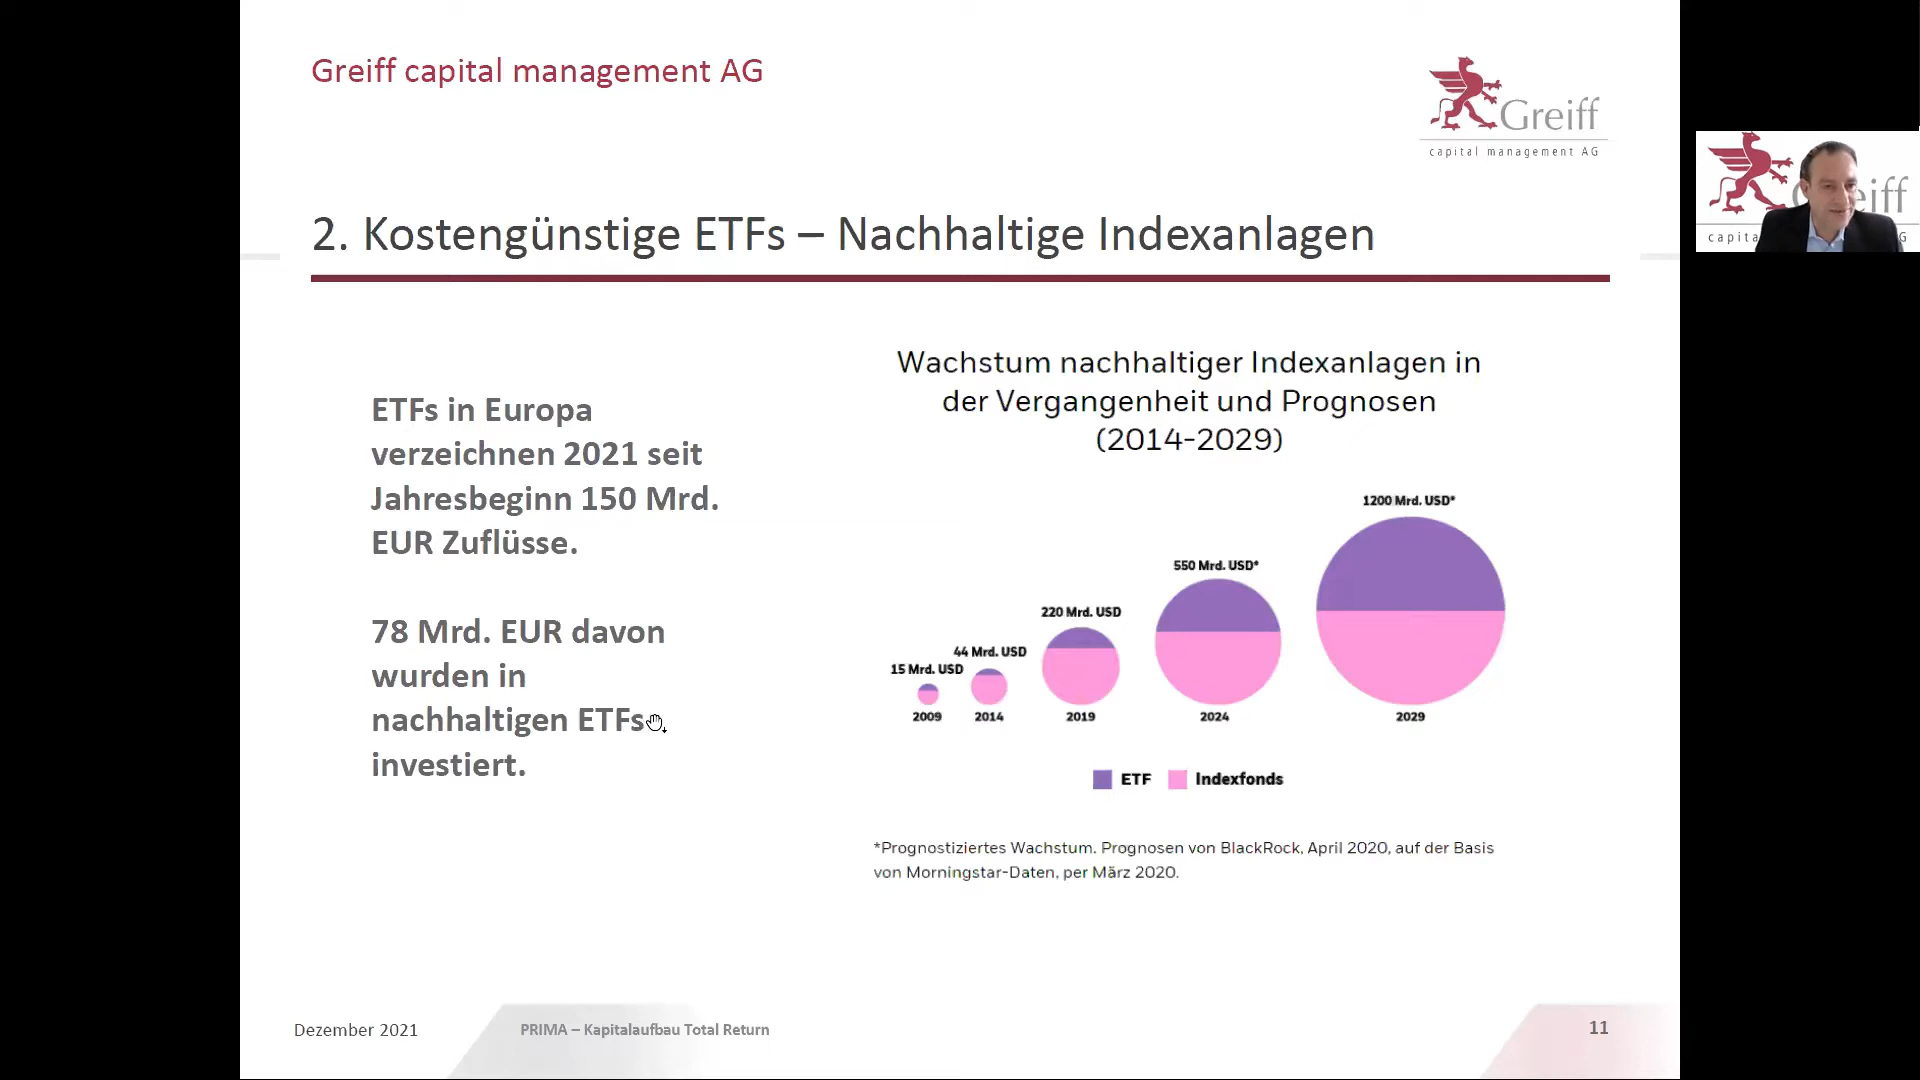 Greiff capital management AG
Greiff
capital management AG
2. Kostengünstige ETFs – Nachhaltige Indexanlagen
ETFs in Europa
verzeichnen 2021 seit
Jahresbeginn 150 Mrd.
EUR Zuflüsse.
78 Mrd. EUR davon
wurden in
nachhaltigen ETFs
investiert.
Wachstum nachhaltiger Indexanlagen in
der Vergangenheit und Prognosen
(2014-2029)
1200 Mrd. USD*
550 Mrd. USD*
220 Mrd. USD
44 Mrd. USD
15 Mrd. USD
2009 2014 2019 2024 2029
ETF Indexfonds
*Prognostiziertes Wachstum. Prognosen von BlackRock, April 2020, auf der Basis
von Morningstar-Daten, per März 2020.
Dezember 2021
PRIMA – Kapitalaufbau Total Return
11